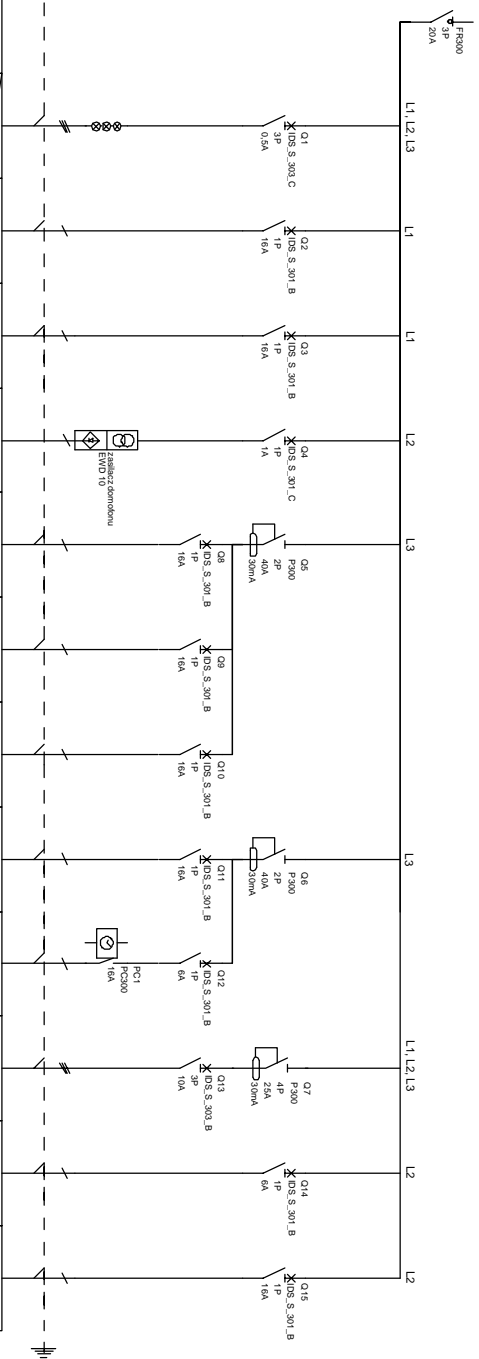 FR300
3P
20A
L1, L2, L3
Q1
IDS_S_303_C
3P
0,5A
L1
Q2
IDS_S_301_B
1P
16A
L1
Q3
IDS_S_301_B
1P
16A
L2
Q4
IDS_S_301_C
1P
1A
zasilacz domofonu
EWD 10
L3
Q5
P300
2P
40A
30mA
Q8
IDS_S_301_B
1P
16A
Q9
IDS_S_301_B
1P
16A
Q10
IDS_S_301_B
1P
16A
L3
Q6
P300
2P
40A
30mA
Q11
IDS_S_301_B
1P
16A
Q12
IDS_S_301_B
1P
6A
PC1
PC300
16A
L1, L2, L3
Q7
P300
4P
25A
30mA
Q13
IDS_S_303_B
3P
10A
L2
Q14
IDS_S_301_B
1P
6A
L2
Q15
IDS_S_301_B
1P
16A